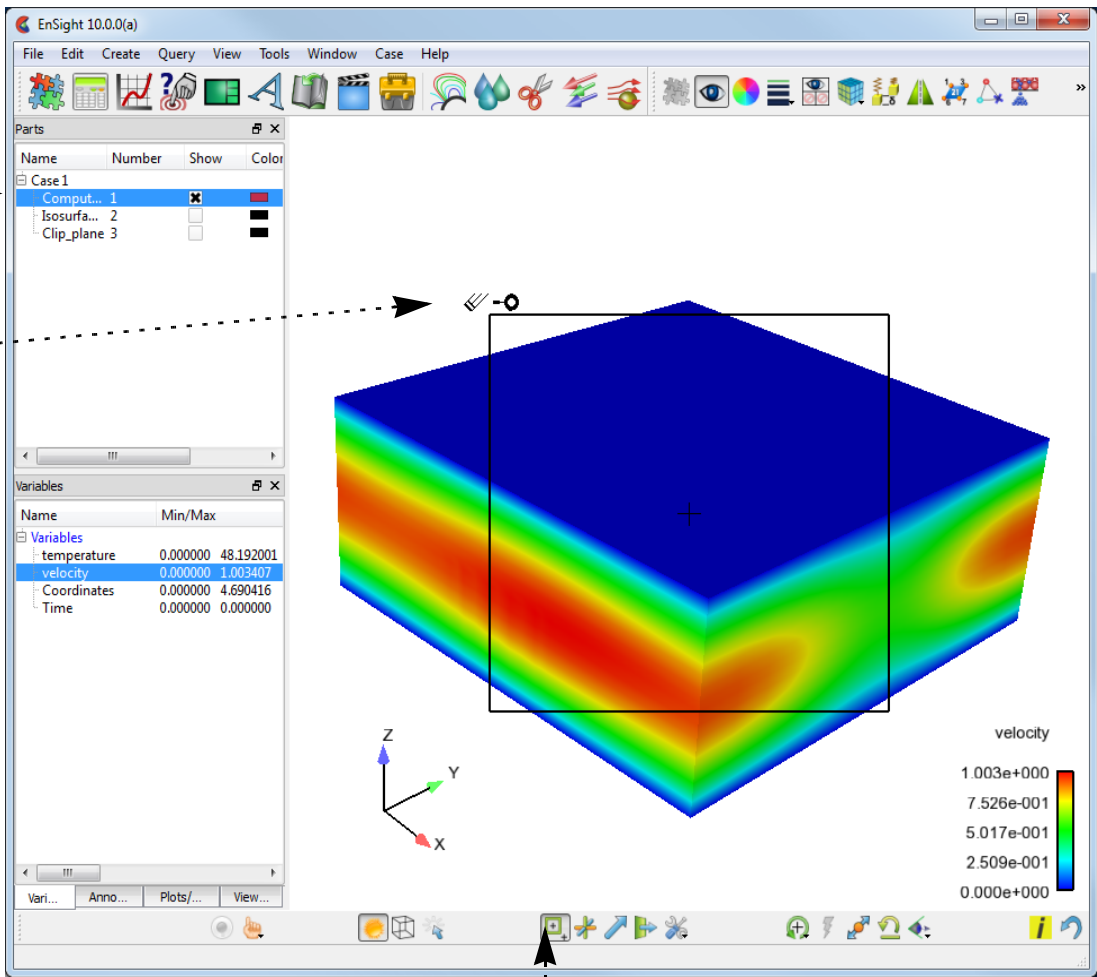 EnSight 10.0.0(a)
File Edit Create Query View Tools Window Case Help
Parts
Name Number Show Color
Case 1
Comput... 1
Isosurfa... 2
Clip_plane 3
Variables
Name Min/Max
Variables
temperature 0.000000 48.192001
velocity 0.000000 1.003407
Coordinates 0.000000 4.690416
Time 0.000000 0.000000
Z
Y
X
velocity
1.003e+000
7.526e-001
5.017e-001
2.509e-001
0.000e+000
Vari... Anno... Plots/... View...